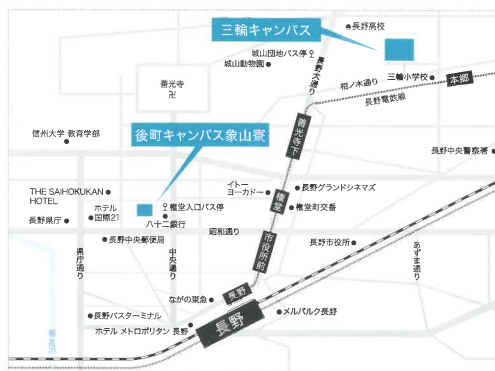 三輪キャンパス
長野高校
城山団地バス停
城山動物園
長野大通り
三輪小学校
本郷
相ノ木通り
長野電鉄線
善光寺
卍
善光寺下
後町キャンパス象山寮
信州大学 教育学部
長野中央警察署
THE SAIHOKUKAN
HOTEL
ホテル
国際21
権堂入口バス停
八十二銀行
イトー
ヨーカドー
権堂
長野グランドシネマズ
権堂町交番
長野県庁
長野中央郵便局
昭和通り
市役所前
長野市役所
あずま通り
県庁通り
中央通り
ながの東急
長野
長野バスターミナル
ホテル メトロポリタン 長野
長野
メルパルク長野
裾花川